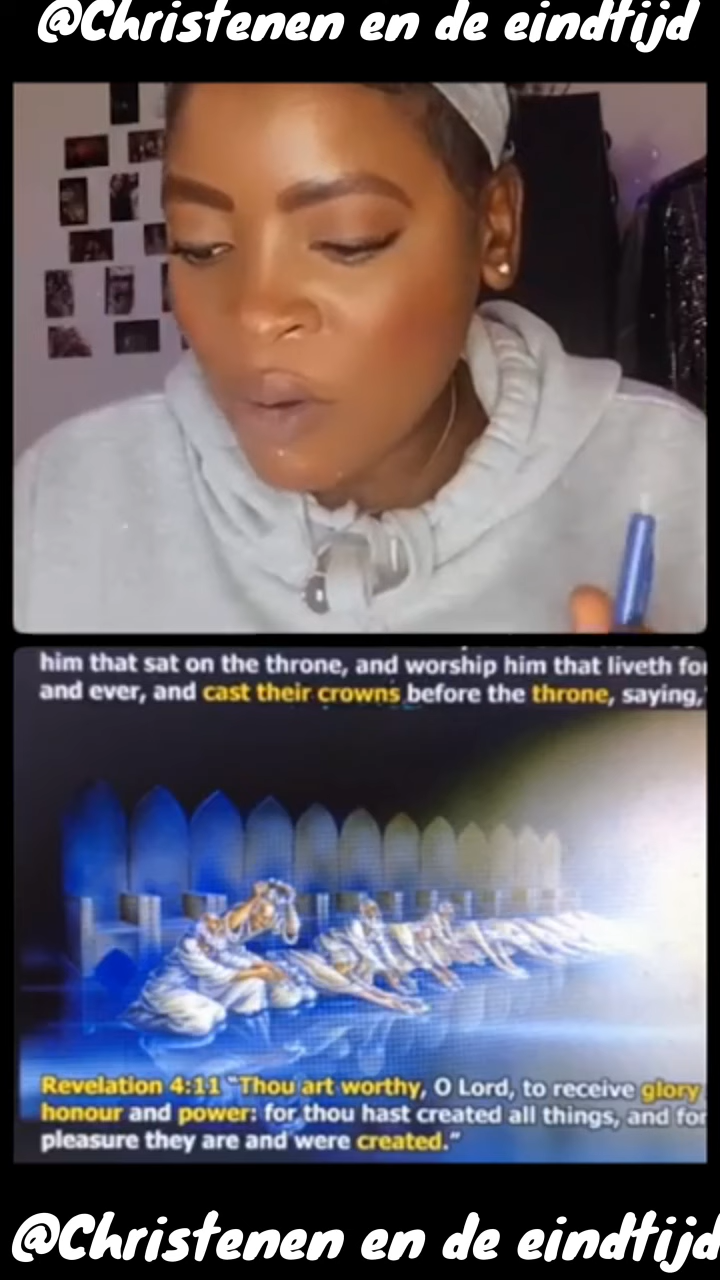 @Christenen en de eindtijd
him that sat on the throne, and worship him that liveth for
and ever, and cast their crowns before the throne, saying,
Revelation 4:11 "Thou art worthy, O Lord, to receive glory
honour and power: for thou hast created all things, and for
pleasure they are and were created."
@Christenen en de eindtijd